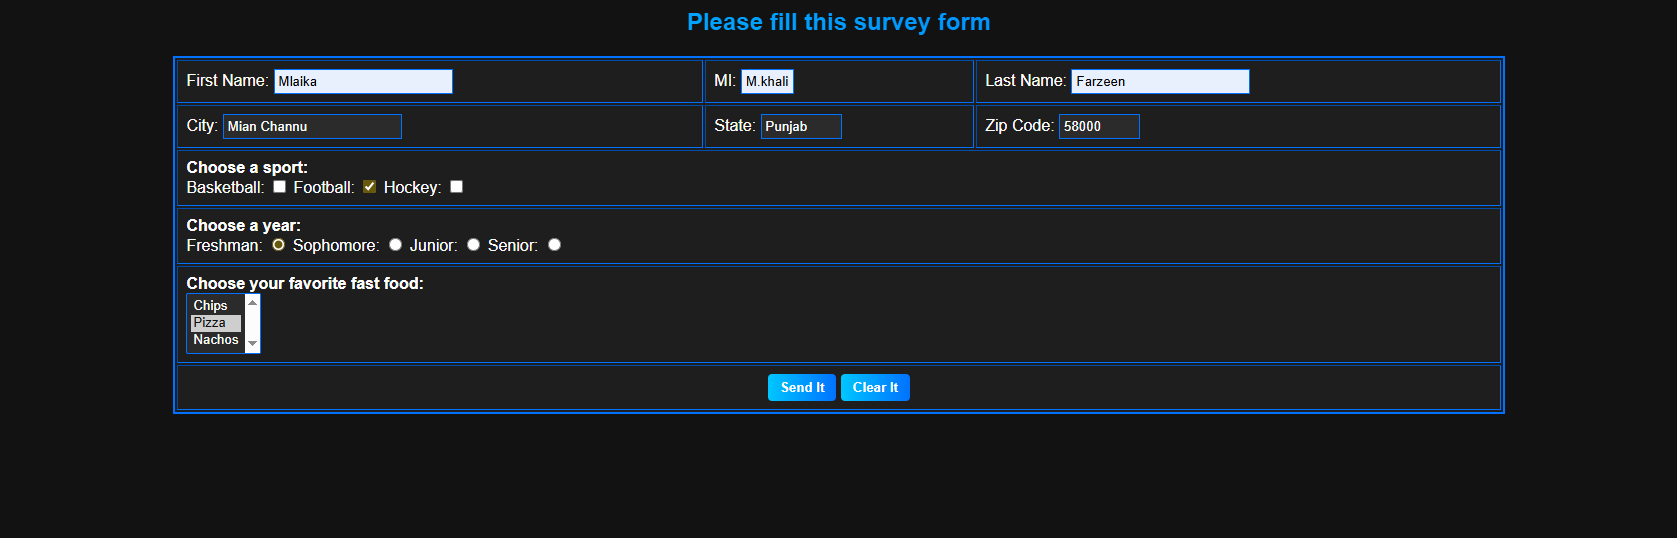 Please fill this survey form
First Name: Mlaika MI: M.khali Last Name: Farzeen
City: Mian Channu State: Punjab Zip Code: 58000
Choose a sport:
Basketball: Football: Hockey:
Choose a year:
Freshman: Sophomore: Junior: Senior:
Choose your favorite fast food:
Chips
Pizza
Nachos
Send It Clear It